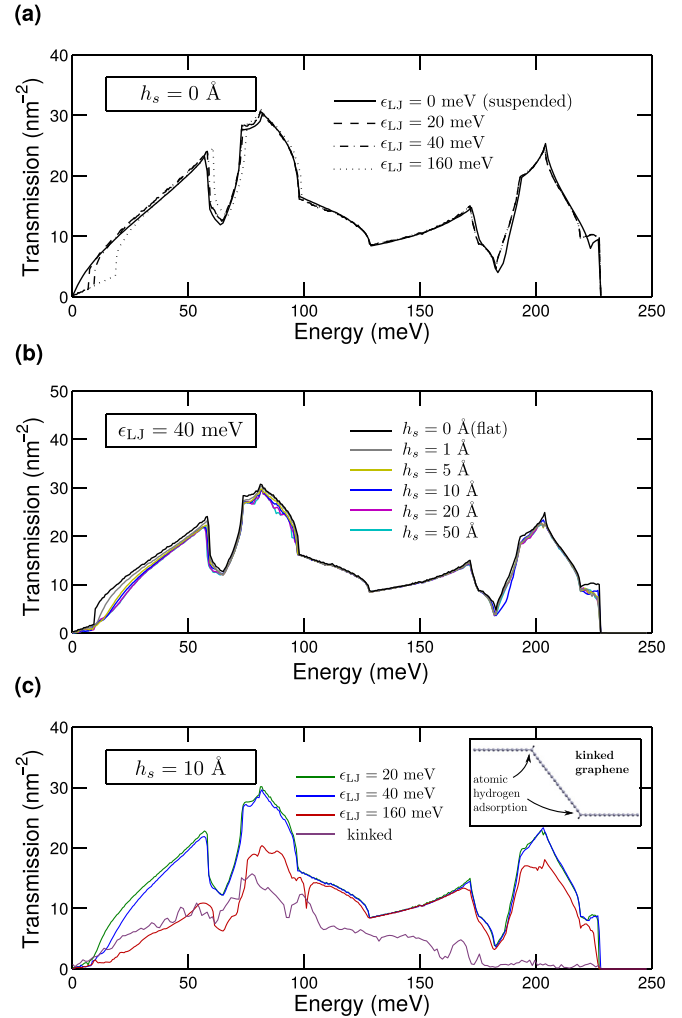 (a)
40
30
20
10
0
Transmission (nm⁻²)
h_s = 0 Å
ϵ_LJ = 0 meV (suspended)
ϵ_LJ = 20 meV
ϵ_LJ = 40 meV
ϵ_LJ = 160 meV
0 50 100 150 200 250
Energy (meV)
(b)
50
40
30
20
10
0
Transmission (nm⁻²)
ϵ_LJ = 40 meV
h_s = 0 Å(flat)
h_s = 1 Å
h_s = 5 Å
h_s = 10 Å
h_s = 20 Å
h_s = 50 Å
0 50 100 150 200 250
Energy (meV)
(c)
40
30
20
10
0
Transmission (nm⁻²)
h_s = 10 Å
ϵ_LJ = 20 meV
ϵ_LJ = 40 meV
ϵ_LJ = 160 meV
kinked
kinked
graphene
atomic
hydrogen
adsorption
0 50 100 150 200 250
Energy (meV)